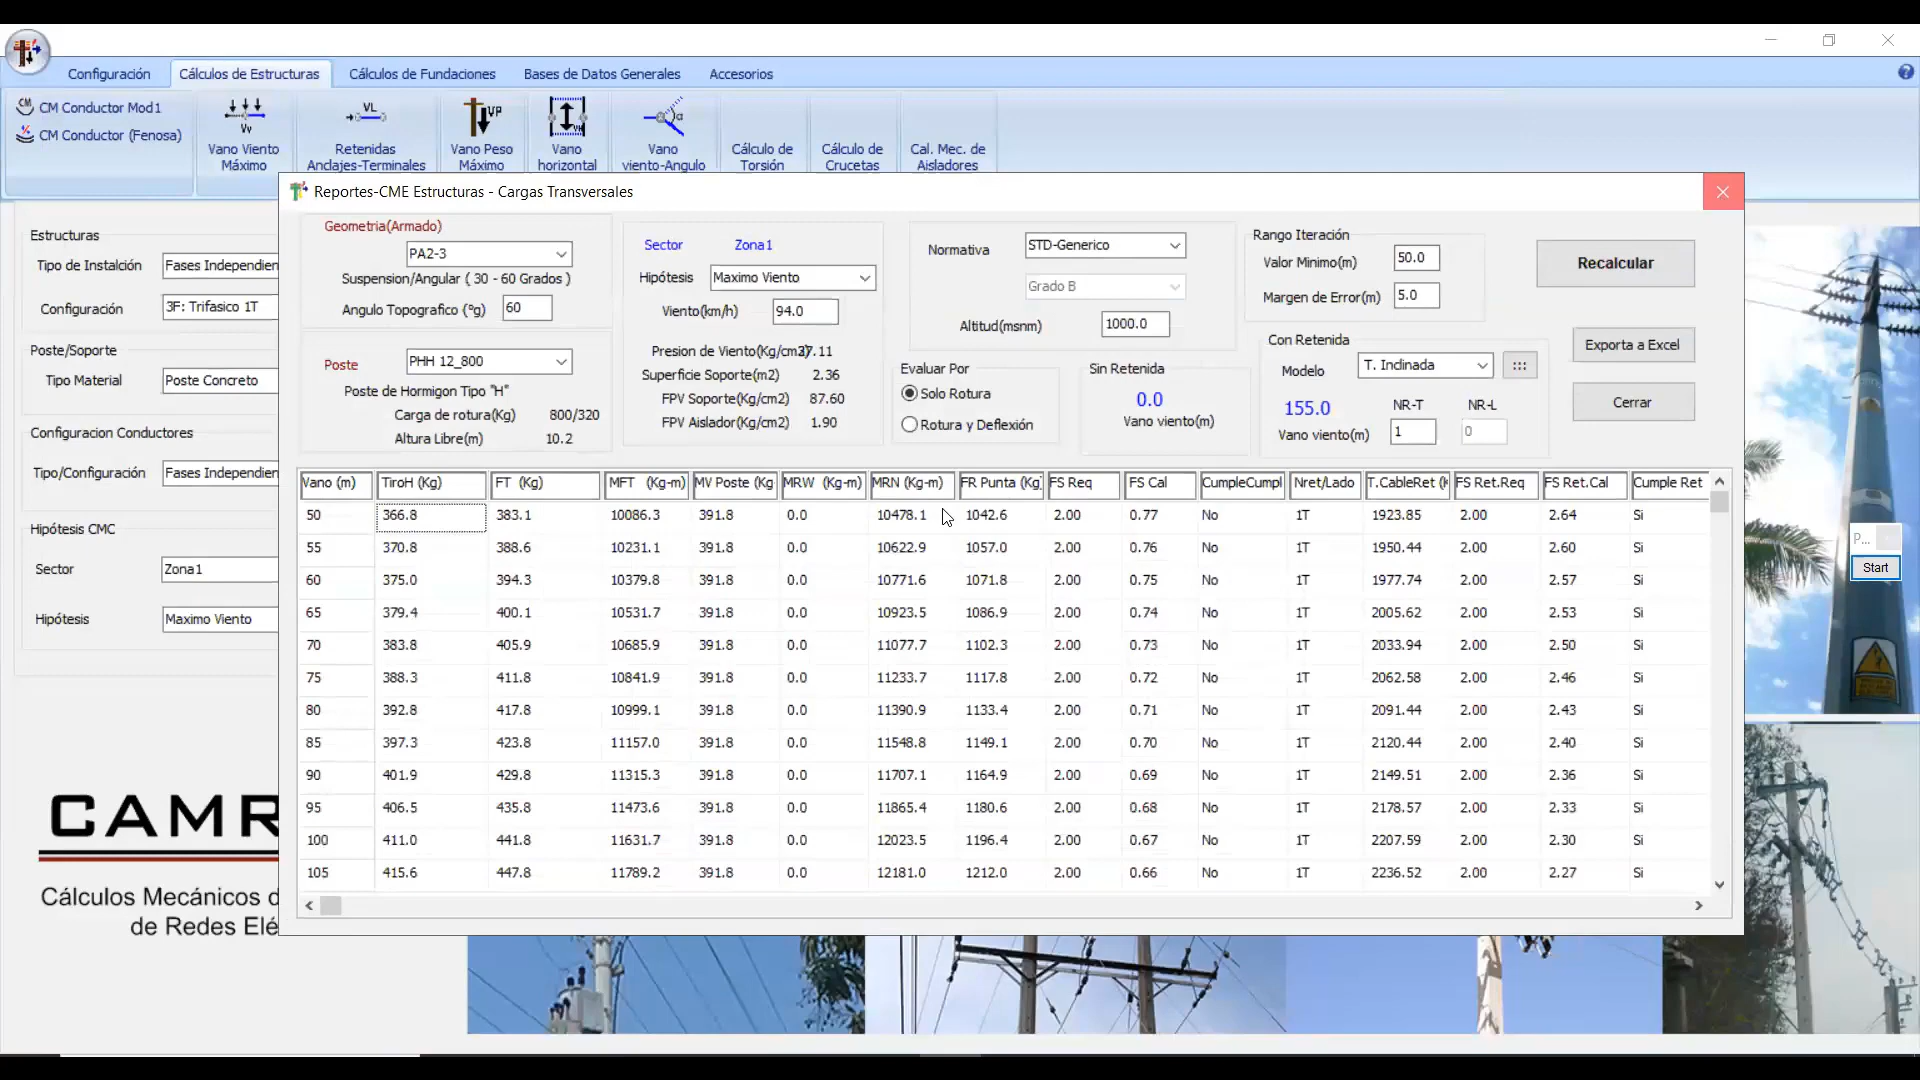 Configuración
Cálculos de Estructuras
Cálculos de Fundaciones
Bases de Datos Generales
Accesorios
CM Conductor Mod1
CM Conductor (Fenosa)
Vano Viento
Máximo
Retenidas
Andajes-Terminales
Vano Peso
Máximo
Vano
horizontal
Vano
viento-Angulo
Cálculo de
Torsión
Cálculo de
Crucetas
Cal. Mec. de
Aisladores
Estructuras
Tipo de Instalción
Fases Independien
Configuración
3F: Trifasico 1T
Poste/Soporte
Tipo Material
Poste Concreto
Configuracion Conductores
Tipo/Configuración
Fases Independien
Hipótesis CMC
Sector
Zona1
Hipótesis
Maximo Viento
CAMR
Cálculos Mecánicos d
de Redes Elé
Reportes-CME Estructuras - Cargas Transversales
Geometria(Armado)
PA2-3
Suspension/Angular ( 30 - 60 Grados )
Angulo Topografico (°g) 60
Poste
PHH 12_800
Poste de Hormigon Tipo "H"
Carga de rotura(Kg) 800/320
Altura Libre(m) 10.2
Sector Zona1
Hipótesis Maximo Viento
Viento(km/h) 94.0
Presion de Viento(Kg/cm2)37.11
Superficie Soporte(m2) 2.36
FPV Soporte(Kg/cm2) 87.60
FPV Aislador(Kg/cm2) 1.90
Normativa STD-Generico
Grado B
Altitud(msnm) 1000.0
Evaluar Por
Solo Rotura
Rotura y Deflexión
Sin Retenida
0.0
Vano viento(m)
Rango Iteración
Valor Minimo(m) 50.0
Margen de Error(m) 5.0
Con Retenida
Modelo T. Inclinada
155.0 NR-T NR-L
Vano viento(m) 1 0
Recalcular
Exporta a Excel
Cerrar
Vano (m) TiroH (Kg) FT (Kg) MFT (Kg-m) MV Poste (Kg MRW (Kg-m) MRN (Kg-m) FR Punta (Kg) FS Req FS Cal CumpleCumpl Nret/Lado T.CableRet (K FS Ret.Req FS Ret.Cal Cumple Ret
50 366.8 383.1 10086.3 391.8 0.0 10478.1 1042.6 2.00 0.77 No 1T 1923.85 2.00 2.64 Si
55 370.8 388.6 10231.1 391.8 0.0 10622.9 1057.0 2.00 0.76 No 1T 1950.44 2.00 2.60 Si
60 375.0 394.3 10379.8 391.8 0.0 10771.6 1071.8 2.00 0.75 No 1T 1977.74 2.00 2.57 Si
65 379.4 400.1 10531.7 391.8 0.0 10923.5 1086.9 2.00 0.74 No 1T 2005.62 2.00 2.53 Si
70 383.8 405.9 10685.9 391.8 0.0 11077.7 1102.3 2.00 0.73 No 1T 2033.94 2.00 2.50 Si
75 388.3 411.8 10841.9 391.8 0.0 11233.7 1117.8 2.00 0.72 No 1T 2062.58 2.00 2.46 Si
80 392.8 417.8 10999.1 391.8 0.0 11390.9 1133.4 2.00 0.71 No 1T 2091.44 2.00 2.43 Si
85 397.3 423.8 11157.0 391.8 0.0 11548.8 1149.1 2.00 0.70 No 1T 2120.44 2.00 2.40 Si
90 401.9 429.8 11315.3 391.8 0.0 11707.1 1164.9 2.00 0.69 No 1T 2149.51 2.00 2.36 Si
95 406.5 435.8 11473.6 391.8 0.0 11865.4 1180.6 2.00 0.68 No 1T 2178.57 2.00 2.33 Si
100 411.0 441.8 11631.7 391.8 0.0 12023.5 1196.4 2.00 0.67 No 1T 2207.59 2.00 2.30 Si
105 415.6 447.8 11789.2 391.8 0.0 12181.0 1212.0 2.00 0.66 No 1T 2236.52 2.00 2.27 Si
P...
Start